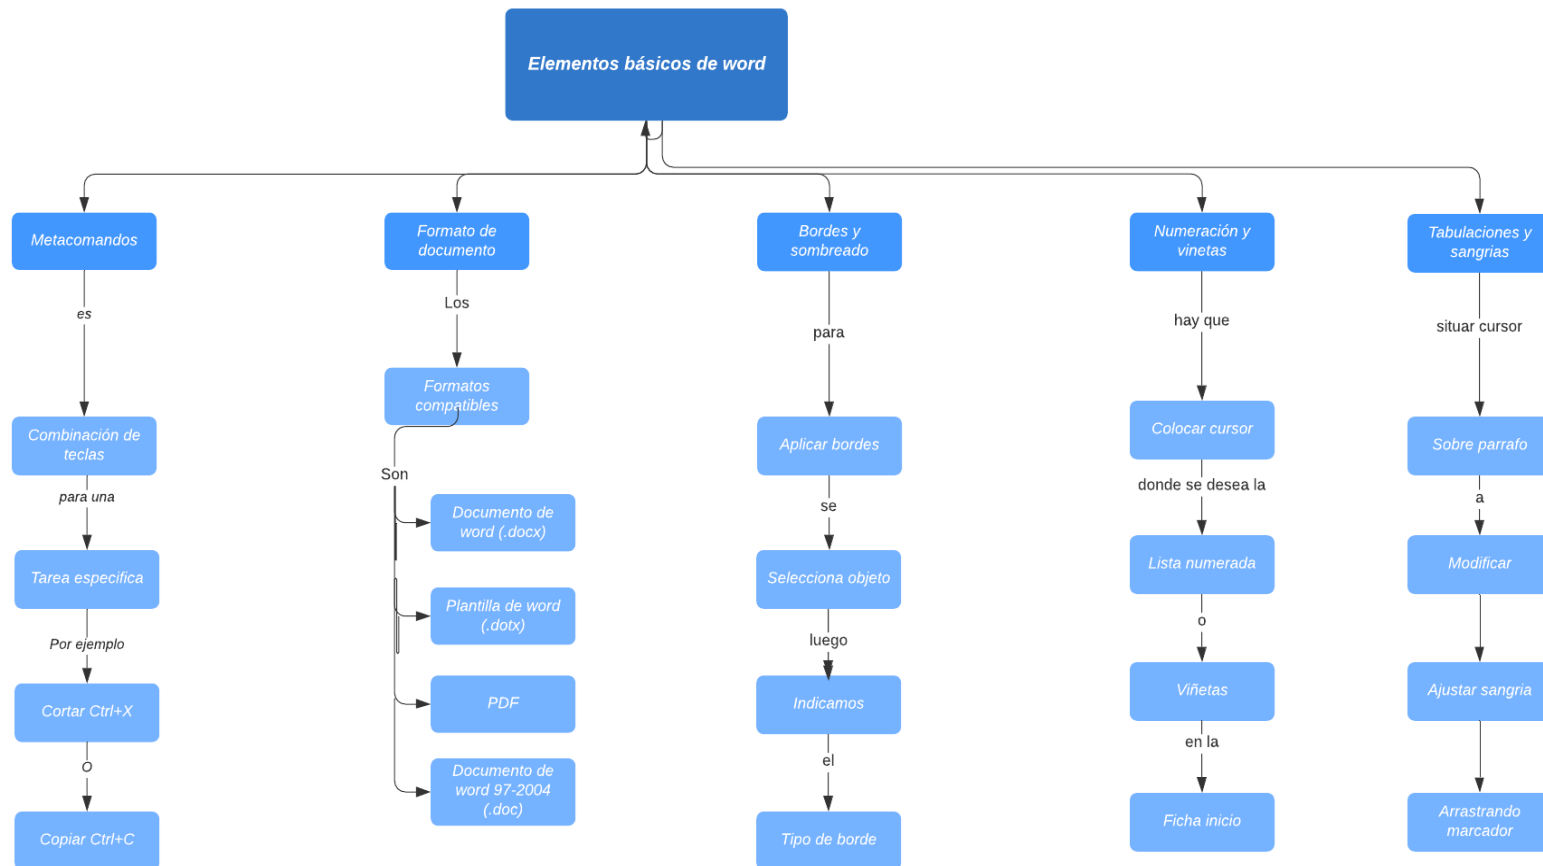 Elementos básicos de word
Metacomandos
es
Combinación de
teclas
para una
Tarea especifica
Por ejemplo
Cortar Ctrl+X
O
Copiar Ctrl+C
Formato de
documento
Los
Formatos
compatibles
Son
Documento de
word (.docx)
Plantilla de word
(.dotx)
PDF
Documento de
word 97-2004
(.doc)
Bordes y
sombreado
para
Aplicar bordes
se
Selecciona objeto
luego
Indicamos
el
Tipo de borde
Numeración y
vinetas
hay que
Colocar cursor
donde se desea la
Lista numerada
o
Viñetas
en la
Ficha inicio
Tabulaciones y
sangrias
situar cursor
Sobre parrafo
a
Modificar
Ajustar sangria
Arrastrando
marcador